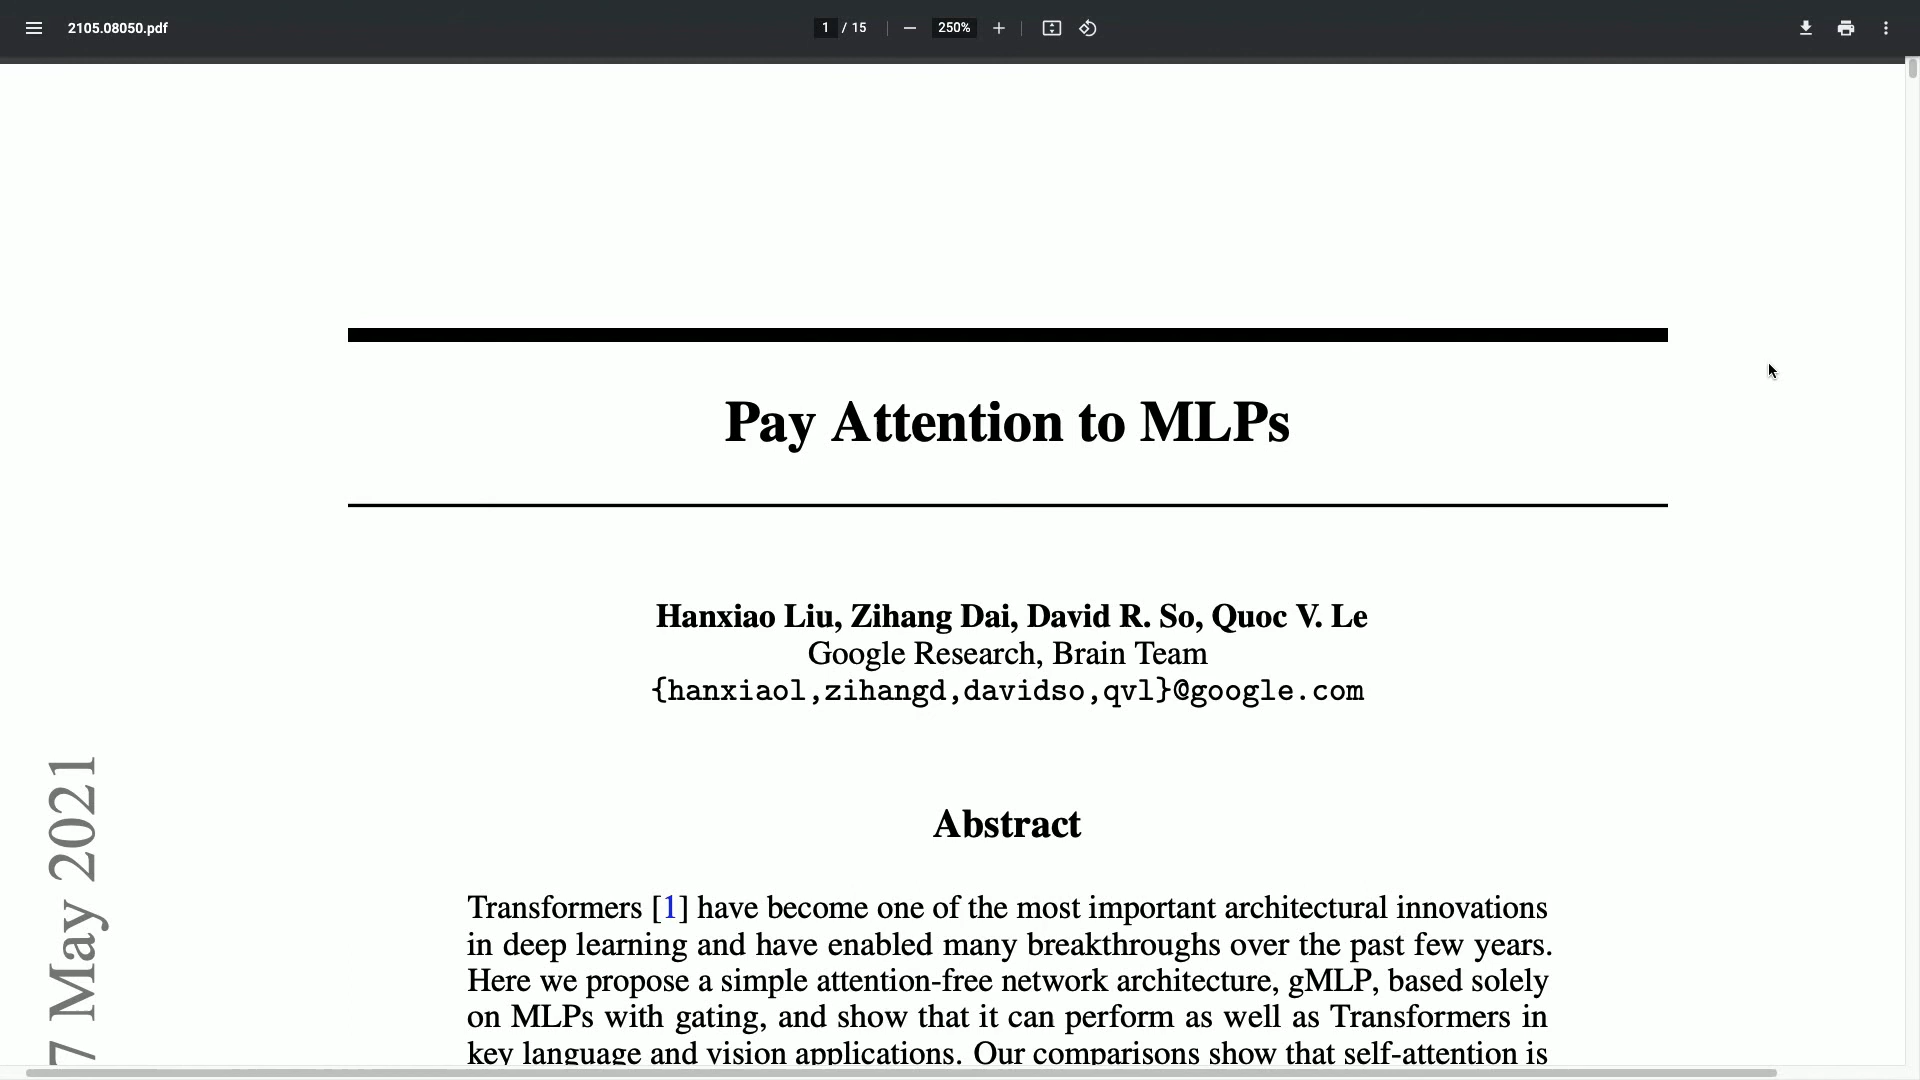 2105.08050.pdf
1 / 15
250%
Pay Attention to MLPs
Hanxiao Liu, Zihang Dai, David R. So, Quoc V. Le
Google Research, Brain Team
{hanxiaol,zihangd,davidso,qvl}@google.com
7 May 2021
Abstract
Transformers [1] have become one of the most important architectural innovations
in deep learning and have enabled many breakthroughs over the past few years.
Here we propose a simple attention-free network architecture, gMLP, based solely
on MLPs with gating, and show that it can perform as well as Transformers in
key language and vision applications. Our comparisons show that self-attention is